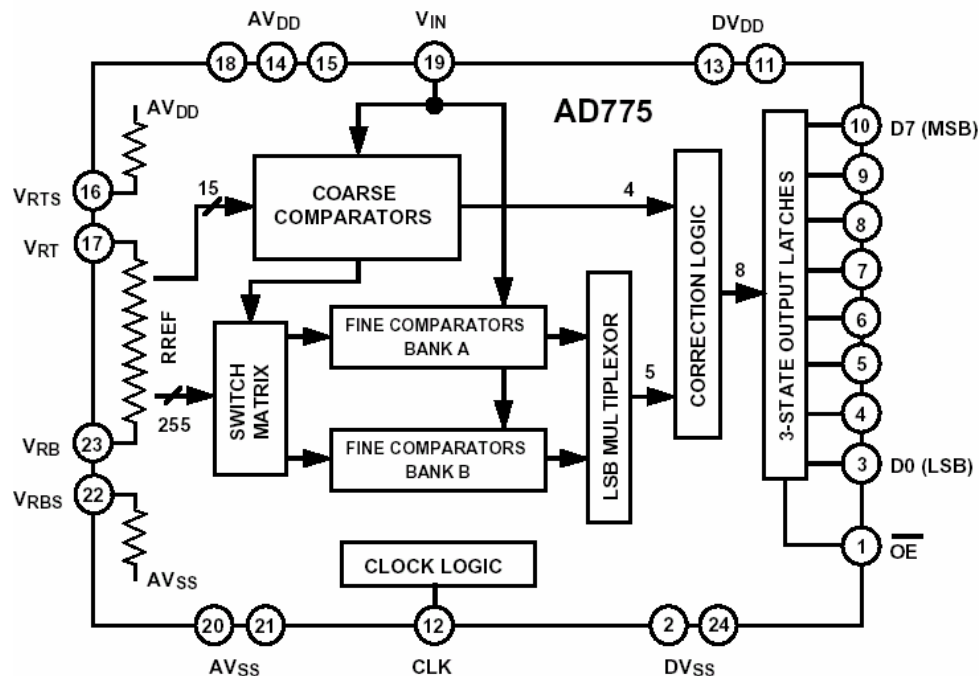 AVDD VIN DVDD
18 14 15 19 13 11
AVDD
AD775
10 D7 (MSB)
9
8
7
6
5
4
3 D0 (LSB)
1 OE
16 VRTS
17 VRT
23 VRB
22 VRBS
AVSS
RREF
15
255
COARSE
COMPARATORS
4
SWITCH
MATRIX
FINE COMPARATORS
BANK A
FINE COMPARATORS
BANK B
LSB MULTIPLEXOR
5
CORRECTION LOGIC
8
3-STATE OUTPUT LATCHES
CLOCK LOGIC
20 21 12 2 24
AVSS CLK DVSS